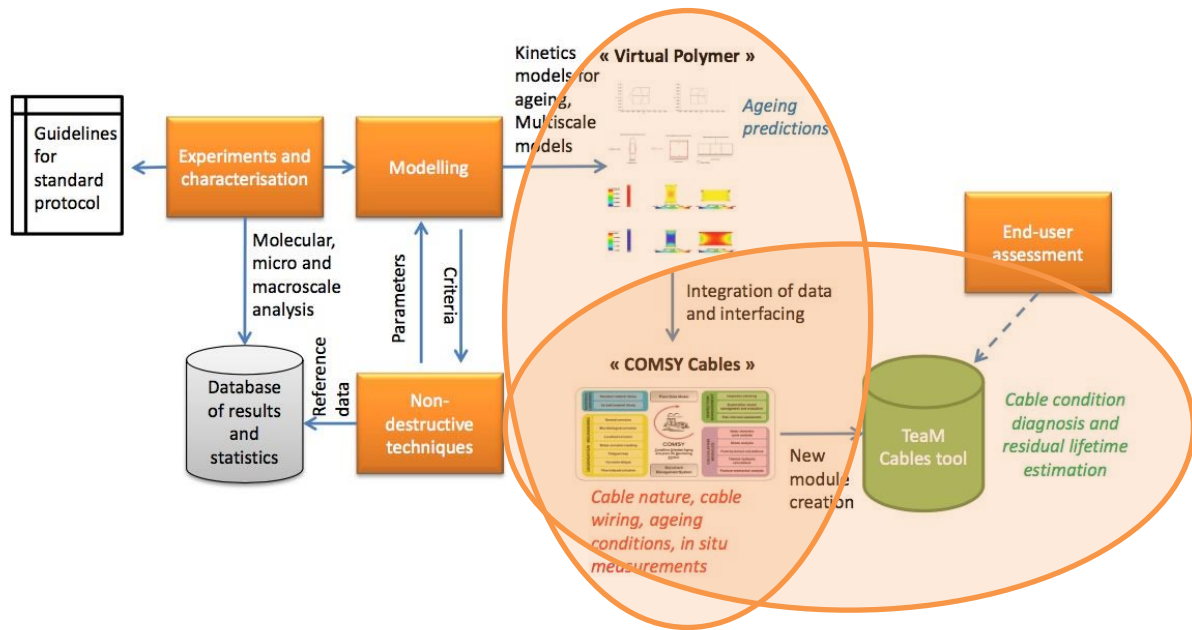 Guidelines
for
standard
protocol
Experiments and
characterisation
Modelling
Kinetics
models for
ageing,
Multiscale
models
« Virtual Polymer »
Ageing
predictions
Molecular,
micro and
macroscale
analysis
Parameters
Criteria
Integration of data
and interfacing
End-user
assessment
Database
of results
and
statistics
Reference
data
Non-
destructive
techniques
« COMSY Cables »
COMSY
Cable nature, cable
wiring, ageing
conditions, in situ
measurements
New
module
creation
TeaM
Cables tool
Cable condition
diagnosis and
residual lifetime
estimation